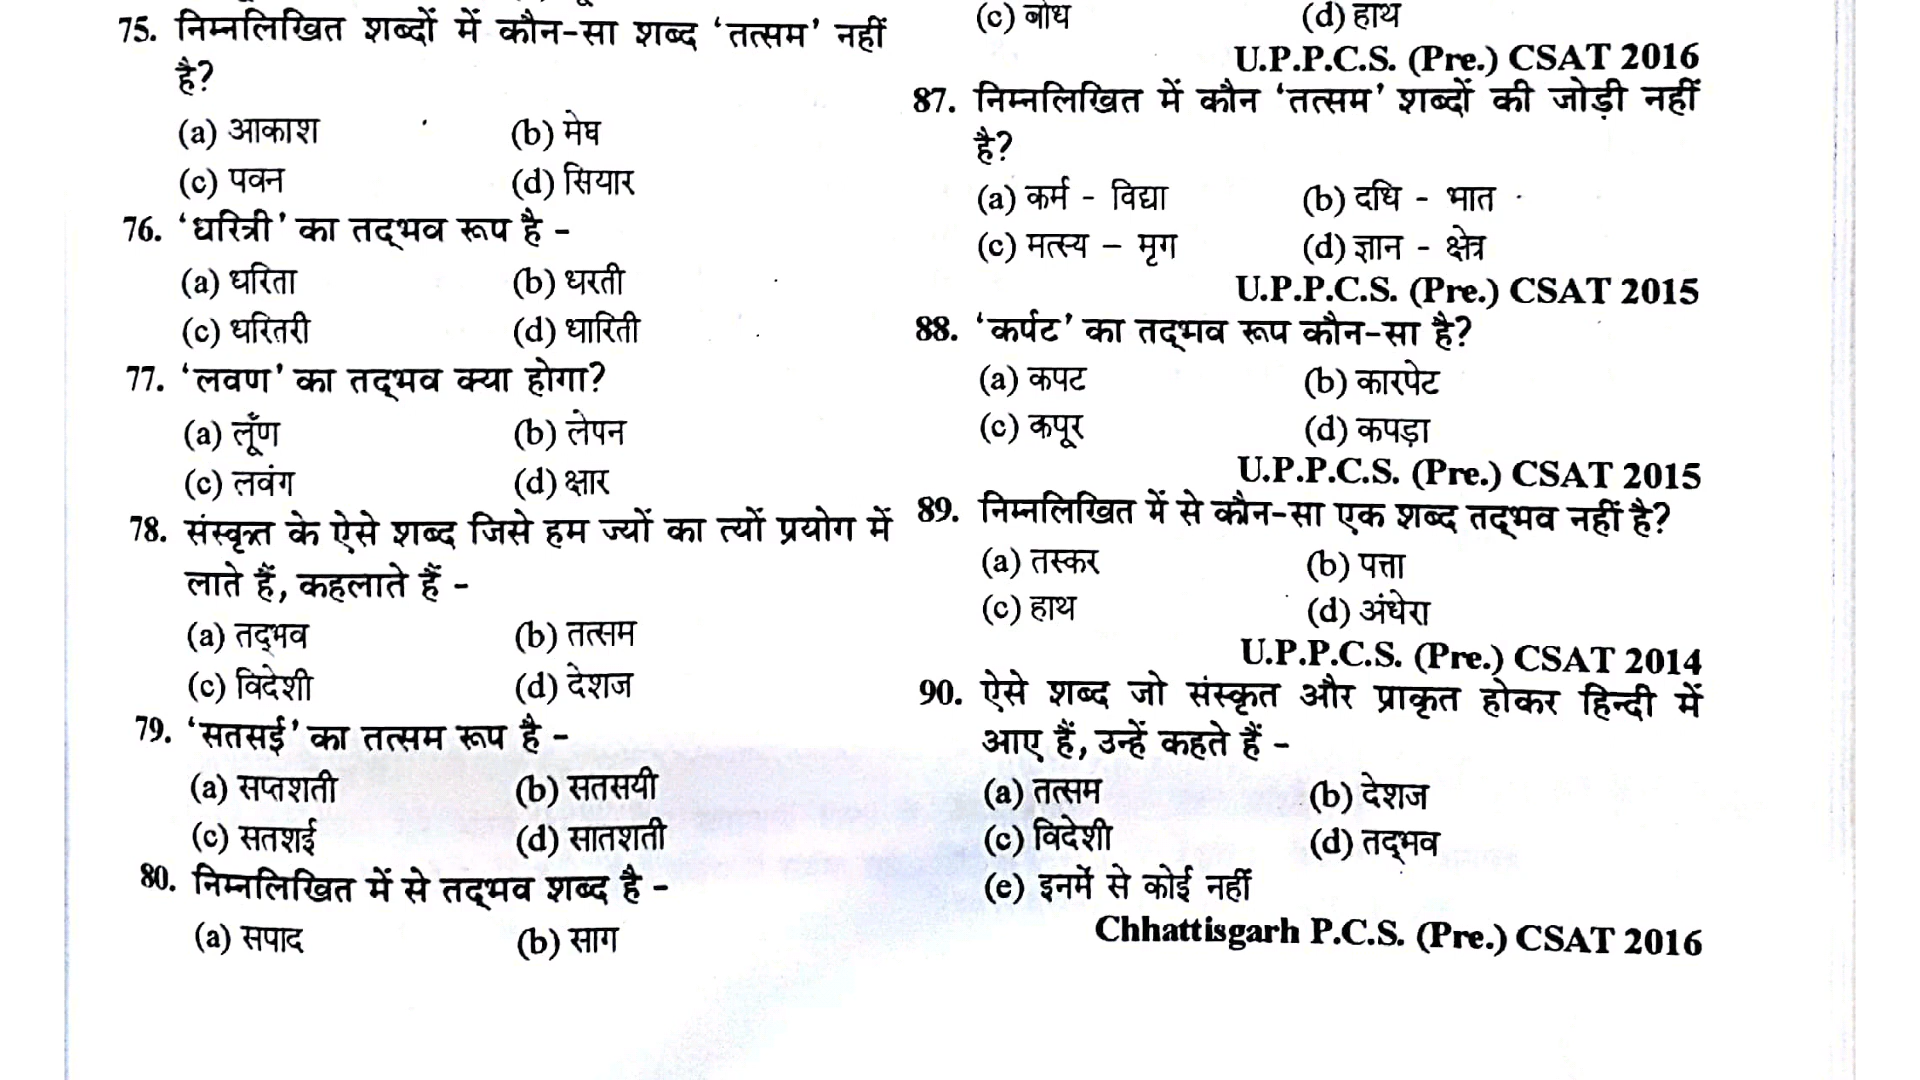 75. निम्नलिखित शब्दों में कौन-सा शब्द ‘तत्सम’ नहीं
है?
(a) आकाश (b) मेघ
(c) पवन (d) सियार
76. ‘धरित्री’ का तद्भव रूप है -
(a) धरिता (b) धरती
(c) धरितरी (d) धारिती
77. ‘लवण’ का तद्भव क्या होगा?
(a) लूँण (b) लेपन
(c) लवंग (d) क्षार
78. संस्कृत के ऐसे शब्द जिसे हम ज्यों का त्यों प्रयोग में
लाते हैं, कहलाते हैं -
(a) तद्भव (b) तत्सम
(c) विदेशी (d) देशज
79. ‘सतसई’ का तत्सम रूप है -
(a) सप्तशती (b) सतसयी
(c) सतशई (d) सातशती
80. निम्नलिखित में से तद्भव शब्द है -
(a) सपाद (b) साग
(c) बोध (d) हाथ
U.P.P.C.S. (Pre.) CSAT 2016
87. निम्नलिखित में कौन ‘तत्सम’ शब्दों की जोड़ी नहीं
है?
(a) कर्म - विद्या (b) दधि - भात
(c) मत्स्य – मृग (d) ज्ञान - क्षेत्र
U.P.P.C.S. (Pre.) CSAT 2015
88. ‘कर्पट’ का तद्भव रूप कौन-सा है?
(a) कपट (b) कारपेट
(c) कपूर (d) कपड़ा
U.P.P.C.S. (Pre.) CSAT 2015
89. निम्नलिखित में से कौन-सा एक शब्द तद्भव नहीं है?
(a) तस्कर (b) पत्ता
(c) हाथ (d) अंधेरा
U.P.P.C.S. (Pre.) CSAT 2014
90. ऐसे शब्द जो संस्कृत और प्राकृत होकर हिन्दी में
आए हैं, उन्हें कहते हैं -
(a) तत्सम (b) देशज
(c) विदेशी (d) तद्भव
(e) इनमें से कोई नहीं
Chhattisgarh P.C.S. (Pre.) CSAT 2016